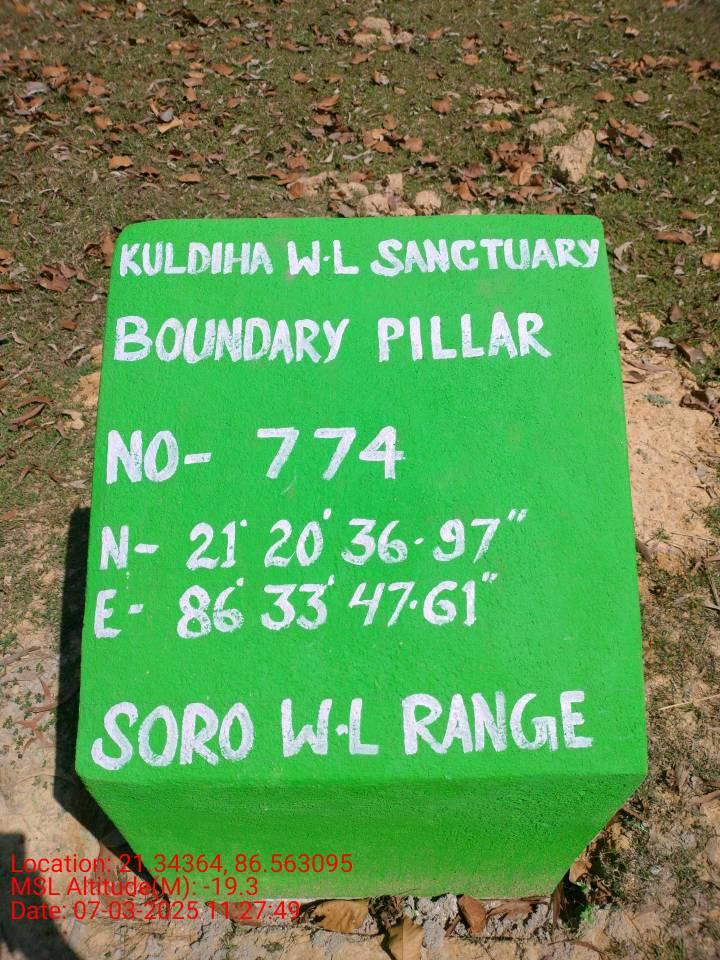 KULDIHA W.L SANCTUARY
BOUNDARY PILLAR
NO- 774
N- 21° 20' 36.97"
E- 86° 33' 47.61"
SORO W.L RANGE
Location: 21.34364, 86.563095
MSL Altitude(M): -19.3
Date: 07-03-2025 11:27:49